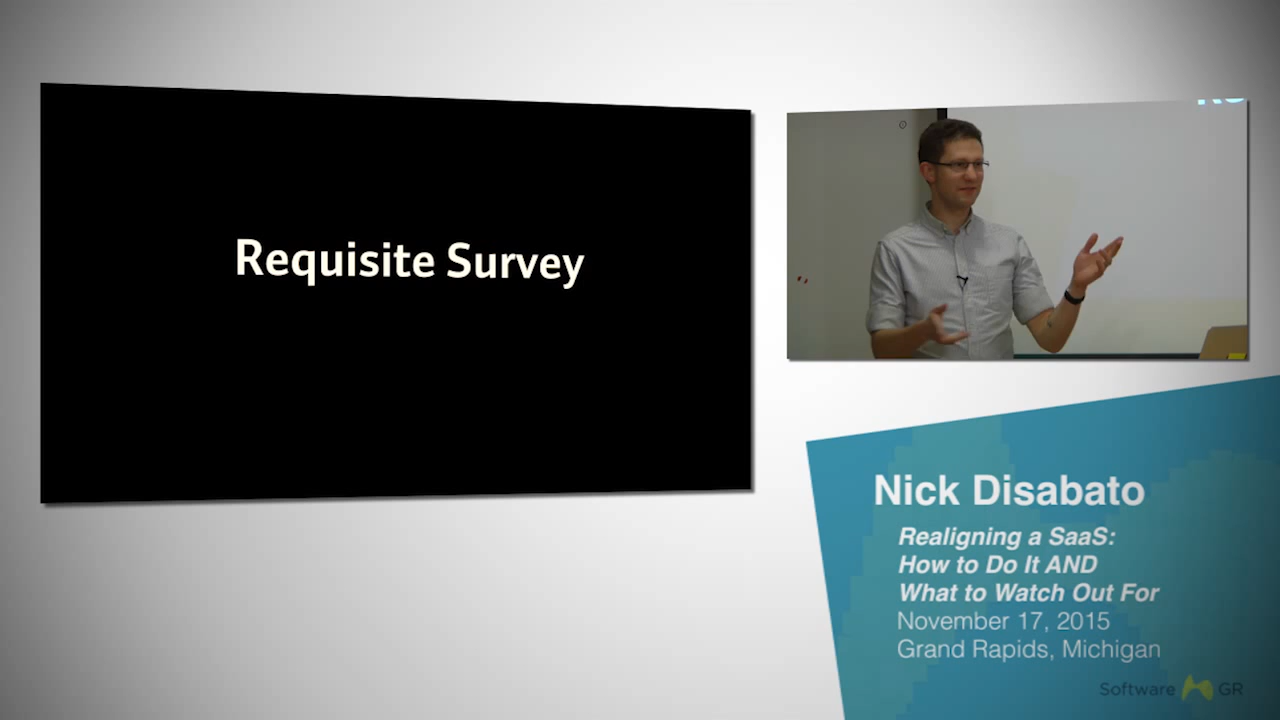 Requisite Survey
Nick Disabato
Realigning a SaaS:
How to Do It AND
What to Watch Out For
November 17, 2015
Grand Rapids, Michigan
Software GR